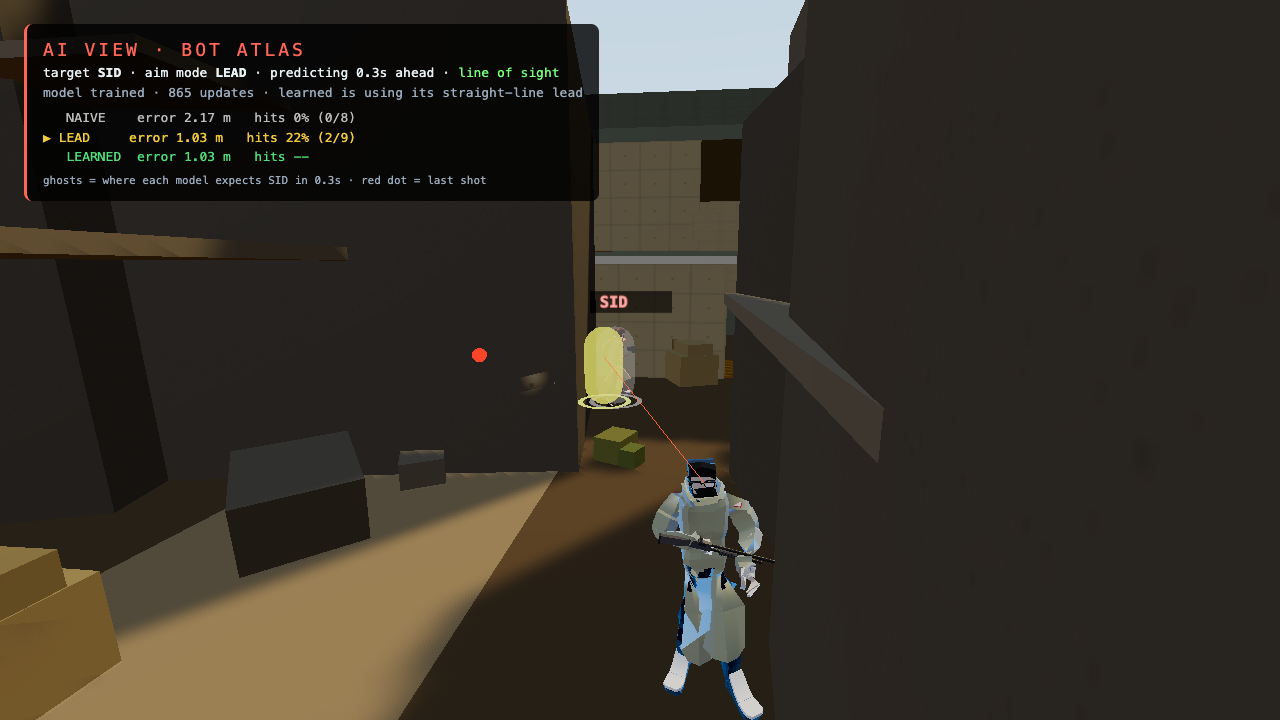 AI VIEW · BOT ATLAS
target SID · aim mode LEAD · predicting 0.3s ahead · line of sight
model trained · 865 updates · learned is using its straight-line lead
NAIVE error 2.17 m hits 0% (0/8)
▶ LEAD error 1.03 m hits 22% (2/9)
LEARNED error 1.03 m hits ––
ghosts = where each model expects SID in 0.3s · red dot = last shot
SID